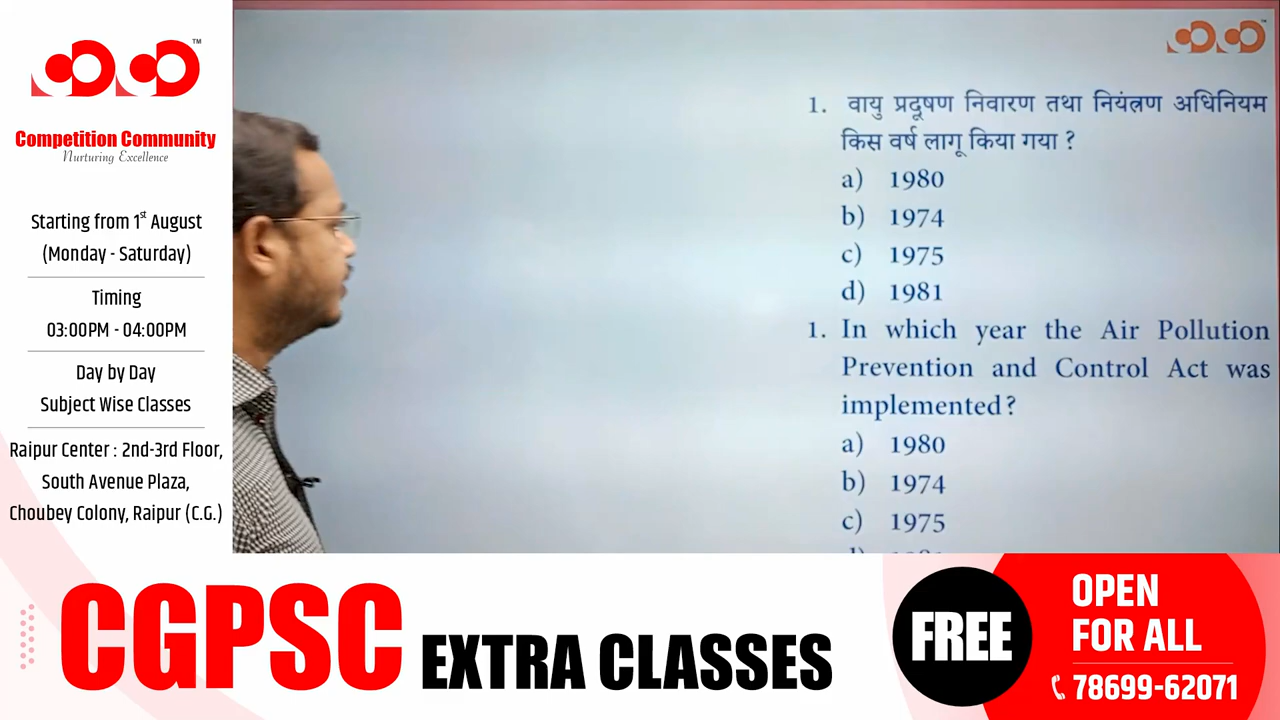 TM
Competition Community
Nurturing Excellence
Starting from 1st August
(Monday - Saturday)
Timing
03:00PM - 04:00PM
Day by Day
Subject Wise Classes
Raipur Center : 2nd-3rd Floor,
South Avenue Plaza,
Choubey Colony, Raipur (C.G.)
1. वायु प्रदूषण निवारण तथा नियंत्रण अधिनियम
किस वर्ष लागू किया गया ?
a) 1980
b) 1974
c) 1975
d) 1981
1. In which year the Air Pollution
Prevention and Control Act was
implemented?
a) 1980
b) 1974
c) 1975
CGPSC EXTRA CLASSES
FREE
OPEN
FOR ALL
78699-62071